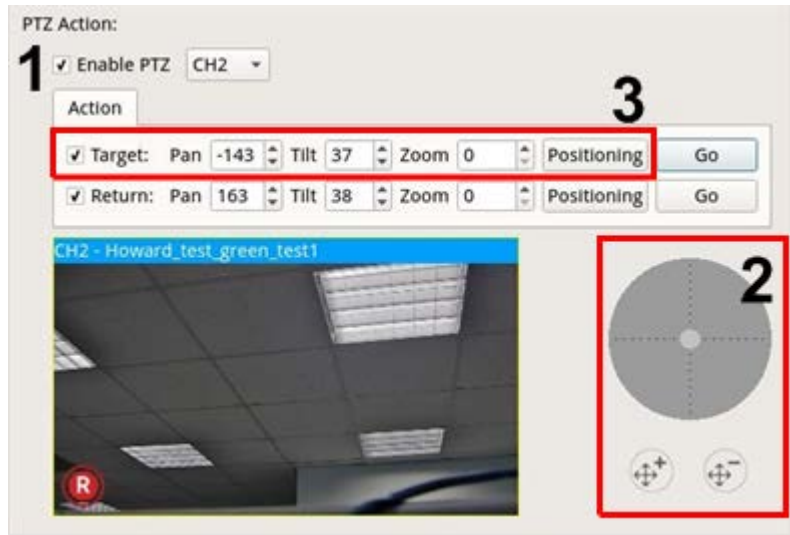 PTZ Action:
1 Enable PTZ CH2
Action
3
Target: Pan -143 Tilt 37 Zoom 0 Positioning Go
Return: Pan 163 Tilt 38 Zoom 0 Positioning Go
CH2 - Howard_test_green_test1
2
R